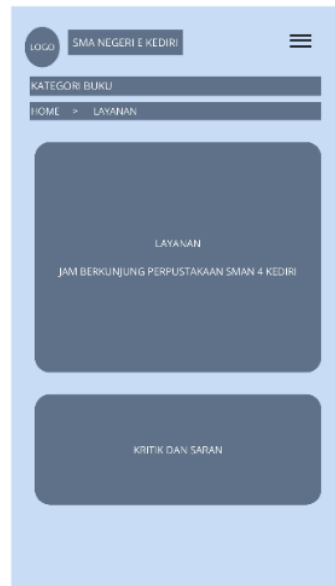 LOGO
SMA NEGERI E KEDIRI
KATEGORI BUKU
HOME > LAYANAN
LAYANAN
JAM BERKUNJUNG PERPUSTAKAAN SMAN 4 KEDIRI
KRITIK DAN SARAN